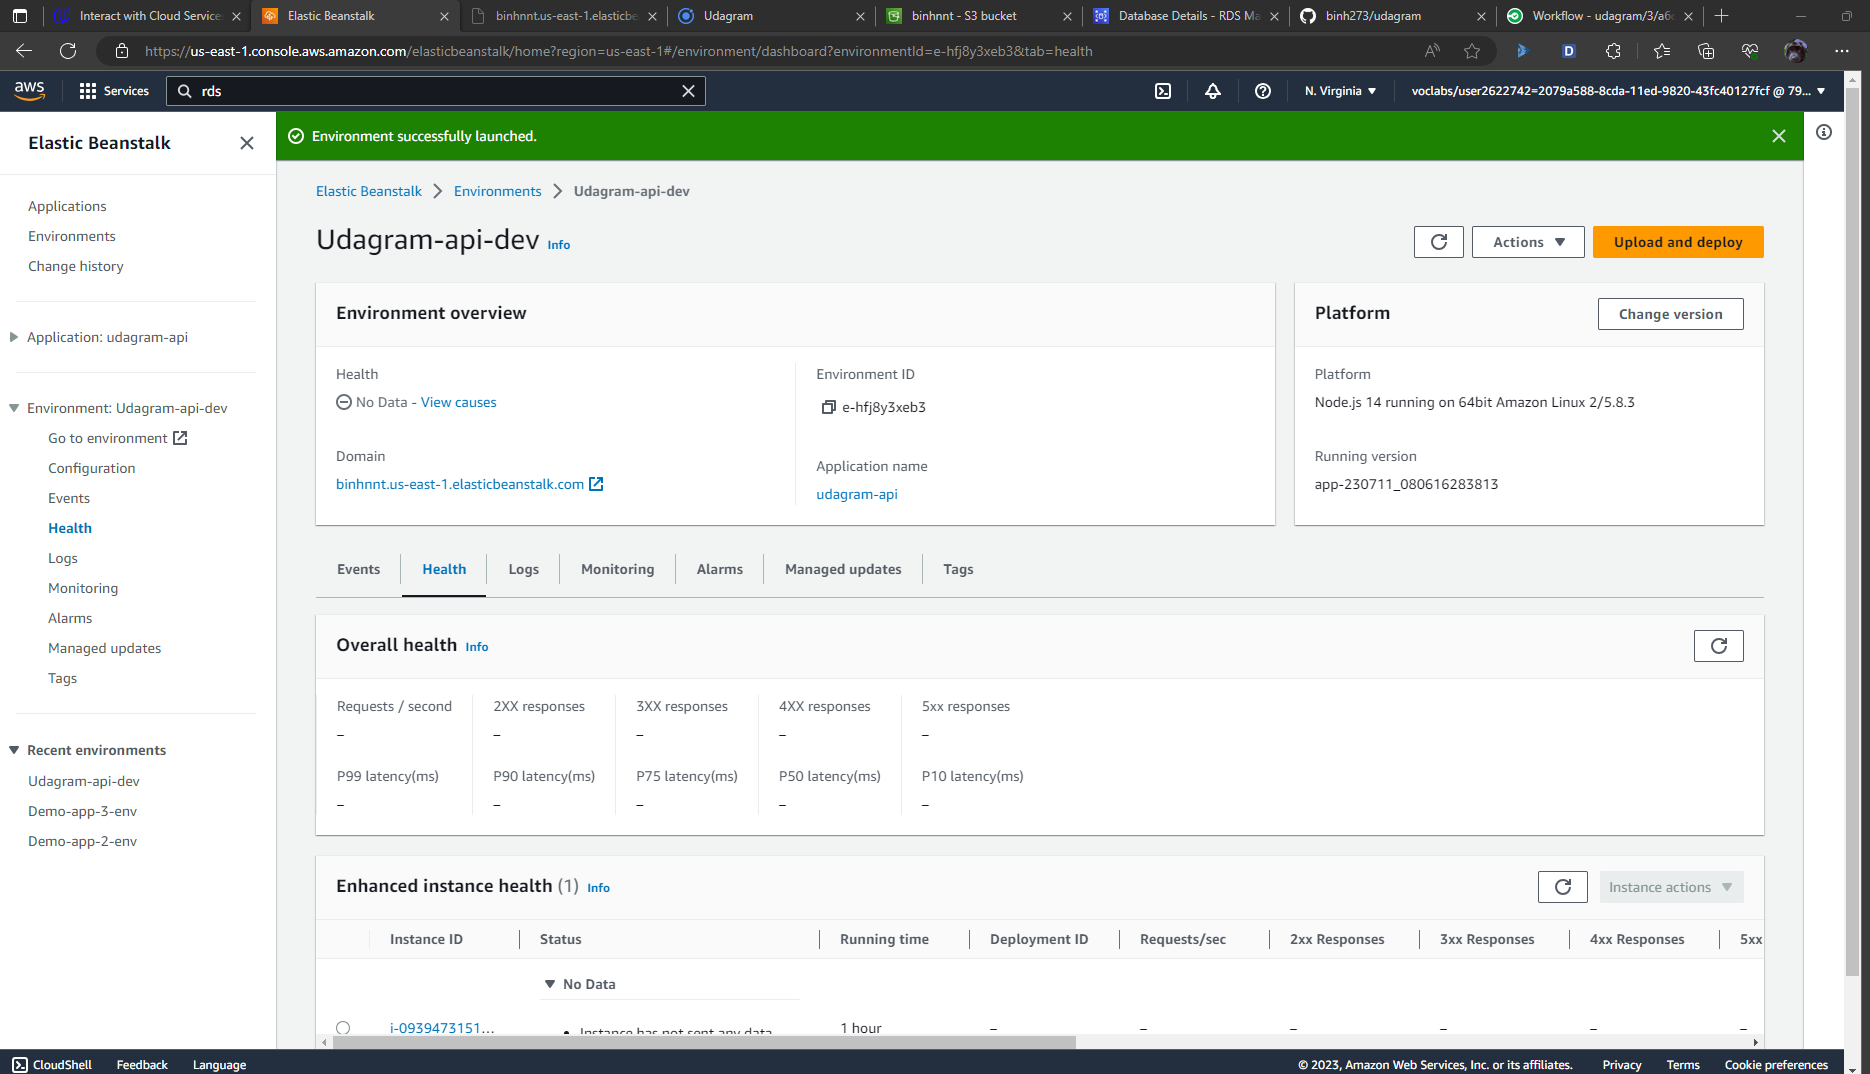 Interact with Cloud Service
Elastic Beanstalk
binhnnt.us-east-1.elasticbe
Udagram
binhnnt - S3 bucket
Database Details - RDS Ma
binh273/udagram
Workflow - udagram/3/a6c
https://us-east-1.console.aws.amazon.com/elasticbeanstalk/home?region=us-east-1#/environment/dashboard?environmentId=e-hfj8y3xeb3&tab=health
aws
Services
rds
N. Virginia
voclabs/user2622742=2079a588-8cda-11ed-9820-43fc40127fcf @ 79...
Elastic Beanstalk
Applications
Environments
Change history
Application: udagram-api
Environment: Udagram-api-dev
Go to environment
Configuration
Events
Health
Logs
Monitoring
Alarms
Managed updates
Tags
Recent environments
Udagram-api-dev
Demo-app-3-env
Demo-app-2-env
Environment successfully launched.
Elastic Beanstalk > Environments > Udagram-api-dev
Udagram-api-dev Info
Actions
Upload and deploy
Environment overview
Health
No Data - View causes
Domain
binhnnt.us-east-1.elasticbeanstalk.com
Environment ID
e-hfj8y3xeb3
Application name
udagram-api
Platform
Change version
Platform
Node.js 14 running on 64bit Amazon Linux 2/5.8.3
Running version
app-230711_080616283813
Events Health Logs Monitoring Alarms Managed updates Tags
Overall health Info
Requests / second 2XX responses 3XX responses 4XX responses 5xx responses
– – – – –
P99 latency(ms) P90 latency(ms) P75 latency(ms) P50 latency(ms) P10 latency(ms)
– – – – –
Enhanced instance health (1) Info
Instance actions
Instance ID Status Running time Deployment ID Requests/sec 2xx Responses 3xx Responses 4xx Responses 5xx
No Data
i-0939473151... • Instance has not sent any data 1 hour – – – – – –
CloudShell Feedback Language
© 2023, Amazon Web Services, Inc. or its affiliates. Privacy Terms Cookie preferences